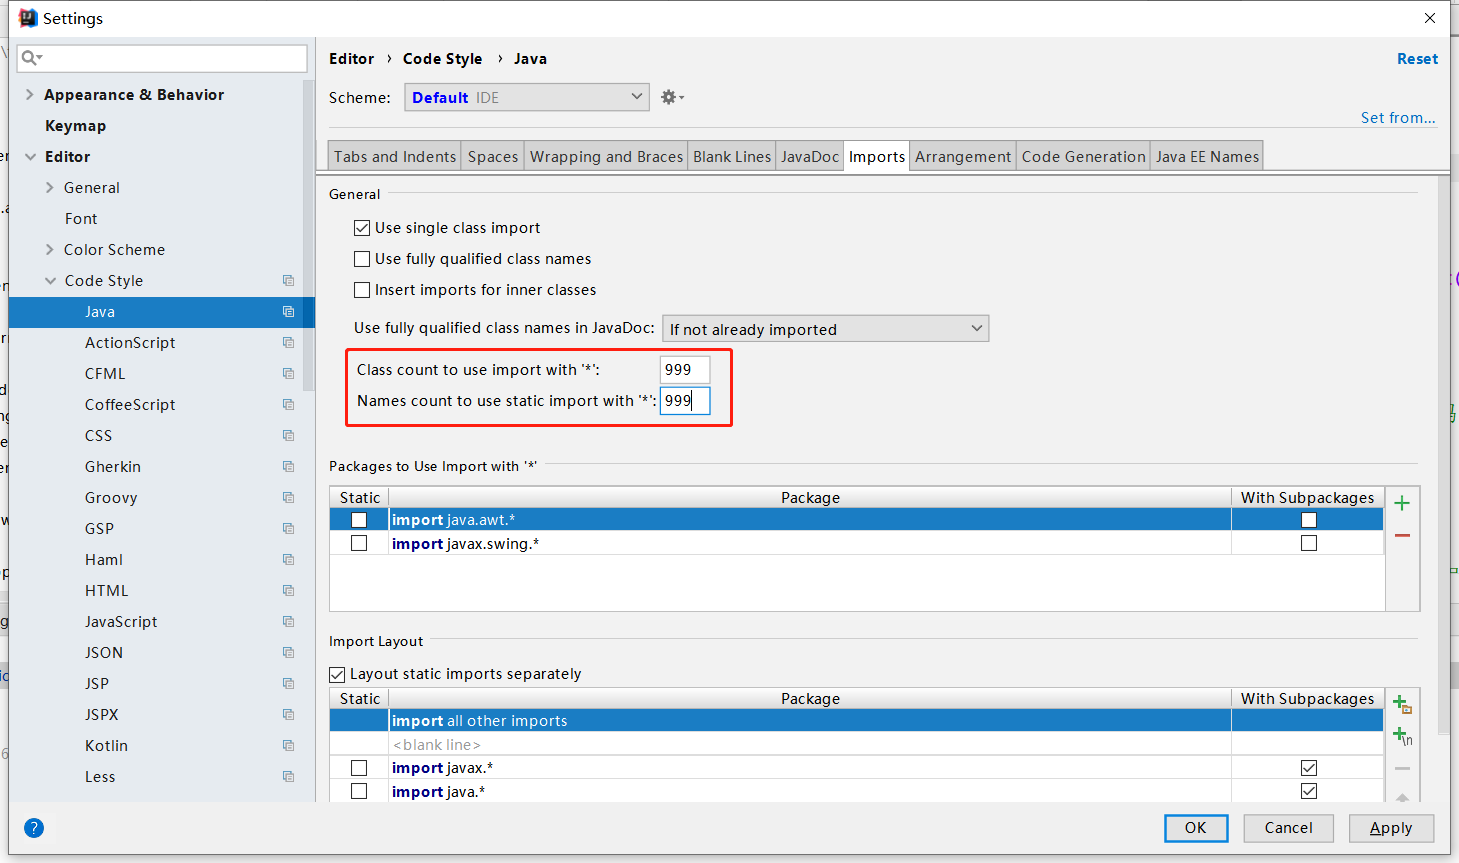 Settings
Editor › Code Style › Java
Reset
Scheme: Default IDE
Set from...
Appearance & Behavior
Keymap
Editor
General
Font
Color Scheme
Code Style
Java
ActionScript
CFML
CoffeeScript
CSS
Gherkin
Groovy
GSP
Haml
HTML
JavaScript
JSON
JSP
JSPX
Kotlin
Less
Tabs and Indents Spaces Wrapping and Braces Blank Lines JavaDoc Imports Arrangement Code Generation Java EE Names
General
Use single class import
Use fully qualified class names
Insert imports for inner classes
Use fully qualified class names in JavaDoc: If not already imported
Class count to use import with '*': 999
Names count to use static import with '*': 999
Packages to Use Import with '*'
Static Package With Subpackages
import java.awt.*
import javax.swing.*
Import Layout
Layout static imports separately
Static Package With Subpackages
import all other imports
<blank line>
import javax.*
import java.*
?
OK Cancel Apply